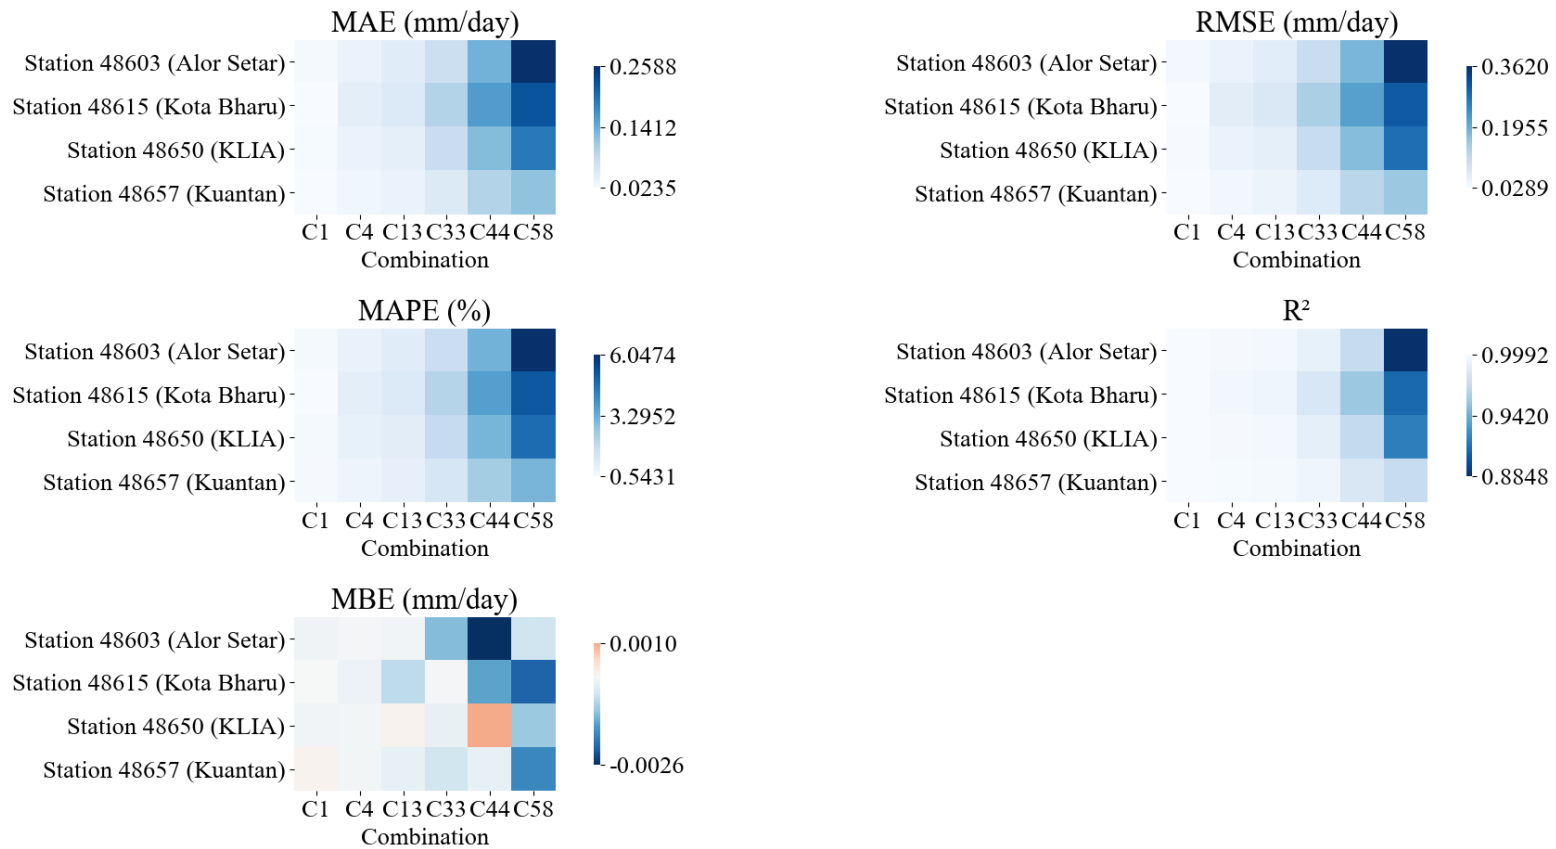 MAE (mm/day)
Station 48603 (Alor Setar)
Station 48615 (Kota Bharu)
Station 48650 (KLIA)
Station 48657 (Kuantan)
C1 C4 C13 C33 C44 C58
Combination
0.2588
0.1412
0.0235
RMSE (mm/day)
Station 48603 (Alor Setar)
Station 48615 (Kota Bharu)
Station 48650 (KLIA)
Station 48657 (Kuantan)
C1 C4 C13 C33 C44 C58
Combination
0.3620
0.1955
0.0289
MAPE (%)
Station 48603 (Alor Setar)
Station 48615 (Kota Bharu)
Station 48650 (KLIA)
Station 48657 (Kuantan)
C1 C4 C13 C33 C44 C58
Combination
6.0474
3.2952
0.5431
R²
Station 48603 (Alor Setar)
Station 48615 (Kota Bharu)
Station 48650 (KLIA)
Station 48657 (Kuantan)
C1 C4 C13 C33 C44 C58
Combination
0.9992
0.9420
0.8848
MBE (mm/day)
Station 48603 (Alor Setar)
Station 48615 (Kota Bharu)
Station 48650 (KLIA)
Station 48657 (Kuantan)
C1 C4 C13 C33 C44 C58
Combination
0.0010
-0.0026